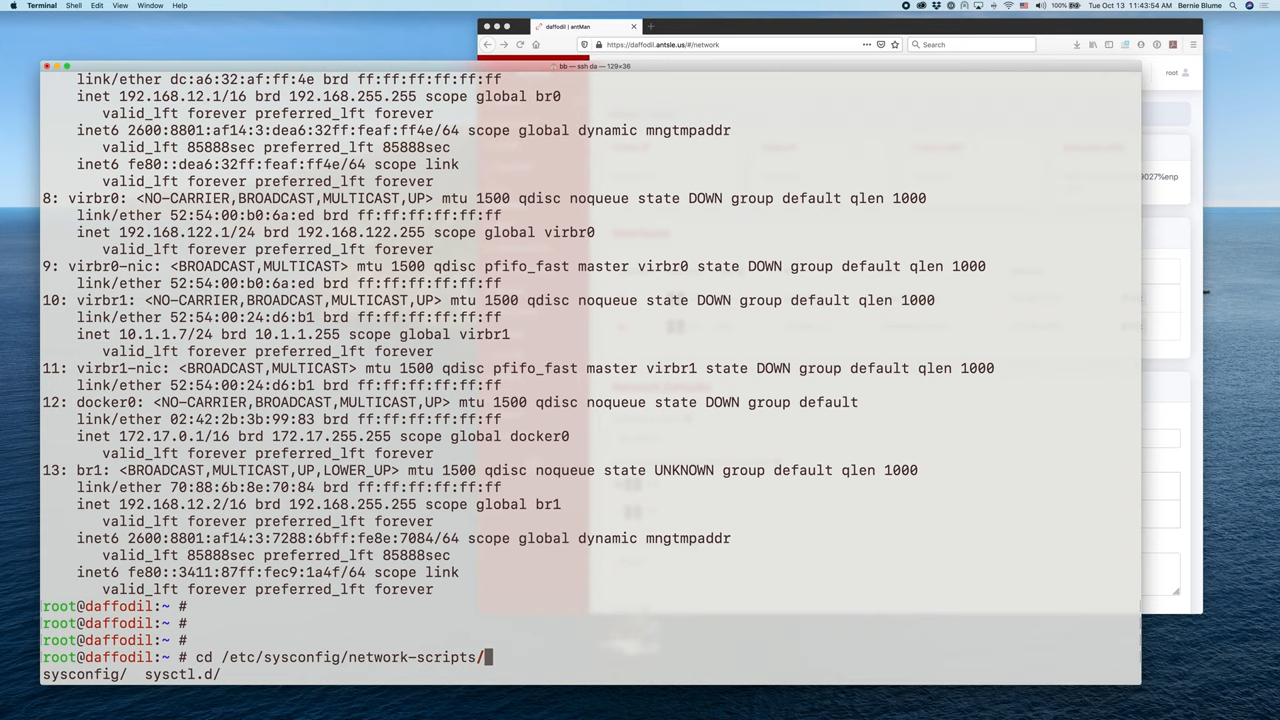 Terminal Shell Edit View Window Help
100% Tue Oct 13 11:43:54 AM Bernie Blume
daffodil | antMan
https://daffodil.antsle.us/#/network
Search
bb — ssh da — 129×36
root
link/ether dc:a6:32:af:ff:4e brd ff:ff:ff:ff:ff:ff
inet 192.168.12.1/16 brd 192.168.255.255 scope global br0
valid_lft forever preferred_lft forever
inet6 2600:8801:af14:3:dea6:32ff:feaf:ff4e/64 scope global dynamic mngtmpaddr
valid_lft 85888sec preferred_lft 85888sec
inet6 fe80::dea6:32ff:feaf:ff4e/64 scope link
valid_lft forever preferred_lft forever
9027%enp
8: virbr0: <NO-CARRIER,BROADCAST,MULTICAST,UP> mtu 1500 qdisc noqueue state DOWN group default qlen 1000
link/ether 52:54:00:b0:6a:ed brd ff:ff:ff:ff:ff:ff
inet 192.168.122.1/24 brd 192.168.122.255 scope global virbr0
valid_lft forever preferred_lft forever
9: virbr0-nic: <BROADCAST,MULTICAST> mtu 1500 qdisc pfifo_fast master virbr0 state DOWN group default qlen 1000
link/ether 52:54:00:b0:6a:ed brd ff:ff:ff:ff:ff:ff
10: virbr1: <NO-CARRIER,BROADCAST,MULTICAST,UP> mtu 1500 qdisc noqueue state DOWN group default qlen 1000
link/ether 52:54:00:24:d6:b1 brd ff:ff:ff:ff:ff:ff
inet 10.1.1.7/24 brd 10.1.1.255 scope global virbr1
valid_lft forever preferred_lft forever
11: virbr1-nic: <BROADCAST,MULTICAST> mtu 1500 qdisc pfifo_fast master virbr1 state DOWN group default qlen 1000
link/ether 52:54:00:24:d6:b1 brd ff:ff:ff:ff:ff:ff
12: docker0: <NO-CARRIER,BROADCAST,MULTICAST,UP> mtu 1500 qdisc noqueue state DOWN group default
link/ether 02:42:2b:3b:99:83 brd ff:ff:ff:ff:ff:ff
inet 172.17.0.1/16 brd 172.17.255.255 scope global docker0
valid_lft forever preferred_lft forever
13: br1: <BROADCAST,MULTICAST,UP,LOWER_UP> mtu 1500 qdisc noqueue state UNKNOWN group default qlen 1000
link/ether 70:88:6b:8e:70:84 brd ff:ff:ff:ff:ff:ff
inet 192.168.12.2/16 brd 192.168.255.255 scope global br1
valid_lft forever preferred_lft forever
inet6 2600:8801:af14:3:7288:6bff:fe8e:7084/64 scope global dynamic mngtmpaddr
valid_lft 85888sec preferred_lft 85888sec
inet6 fe80::3411:87ff:fec9:1a4f/64 scope link
valid_lft forever preferred_lft forever
root@daffodil:~ #
root@daffodil:~ #
root@daffodil:~ #
root@daffodil:~ # cd /etc/sysconfig/network-scripts/
sysconfig/ sysctl.d/